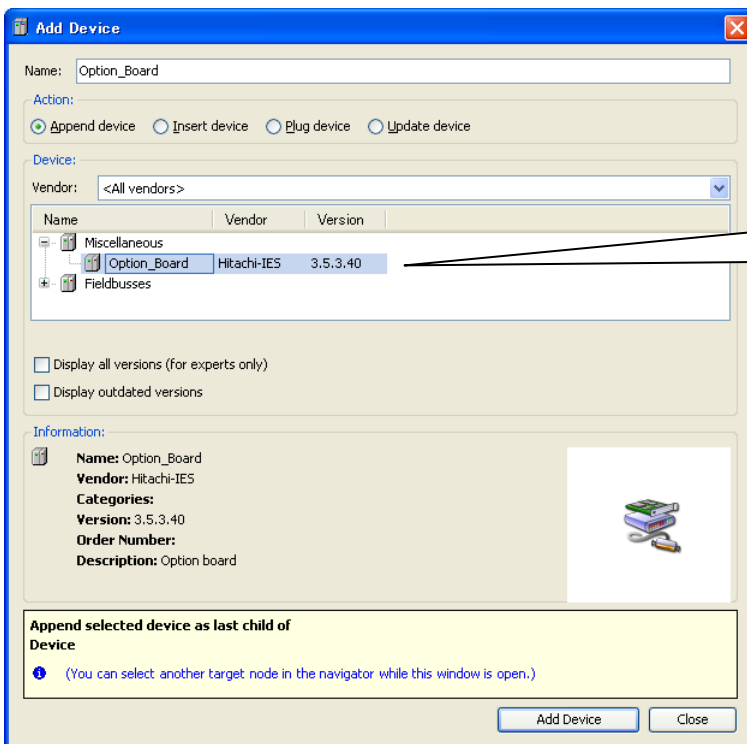 Add Device
Name: Option_Board
Action:
Append device Insert device Plug device Update device
Device:
Vendor: <All vendors>
Name Vendor Version
Miscellaneous
Option_Board Hitachi-IES 3.5.3.40
Fieldbusses
Display all versions (for experts only)
Display outdated versions
Information:
Name: Option_Board
Vendor: Hitachi-IES
Categories:
Version: 3.5.3.40
Order Number:
Description: Option board
Append selected device as last child of
Device
(You can select another target node in the navigator while this window is open.)
Add Device Close